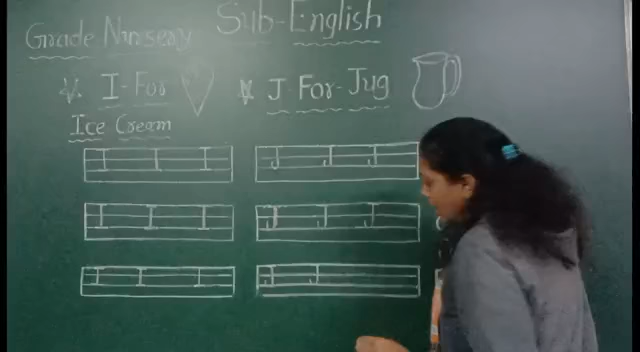 Sub-English
Grade Nursery
I-For
Ice Cream
J-For-Jug
I I I
J J J
I I I
J J J
I I I
J J